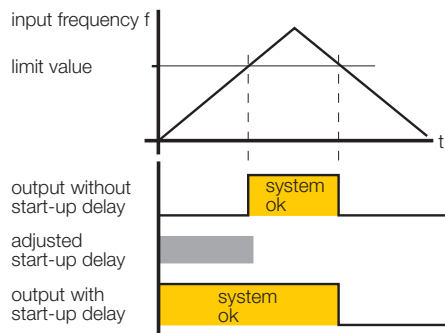 input frequency f
limit value
t
output without
start-up delay
system
ok
adjusted
start-up delay
output with
start-up delay
system
ok